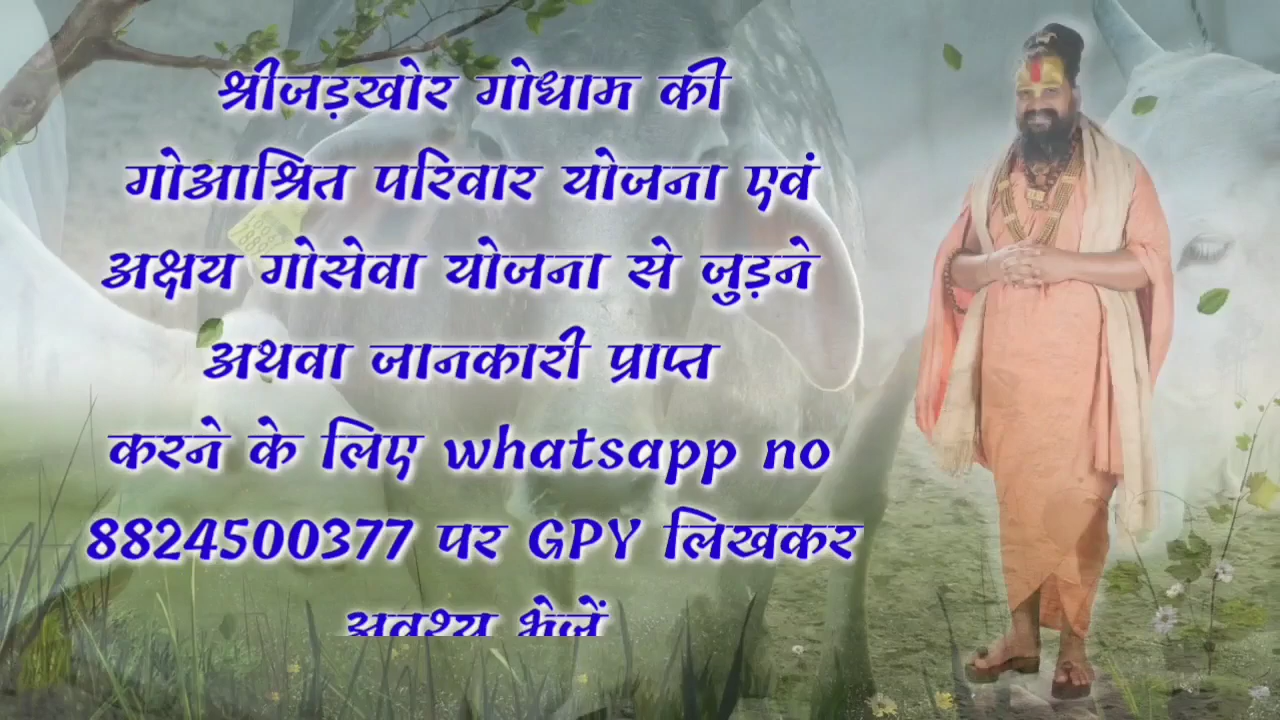 श्रीजड़खोर गोधाम की
गोआश्रित परिवार योजना एवं
अक्षय गोसेवा योजना से जुड़ने
अथवा जानकारी प्राप्त
करने के लिए whatsapp no
8824500377 पर GPY लिखकर
अवश्य भेजें